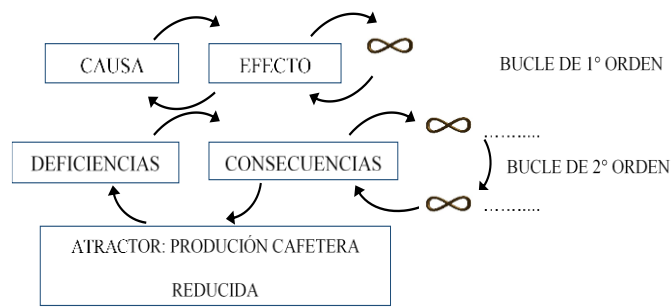 CAUSA
EFECTO
BUCLE DE 1° ORDEN
DEFICIENCIAS
CONSECUENCIAS
..........
BUCLE DE 2° ORDEN
..........
ATRACTOR: PRODUCIÓN CAFETERA
REDUCIDA